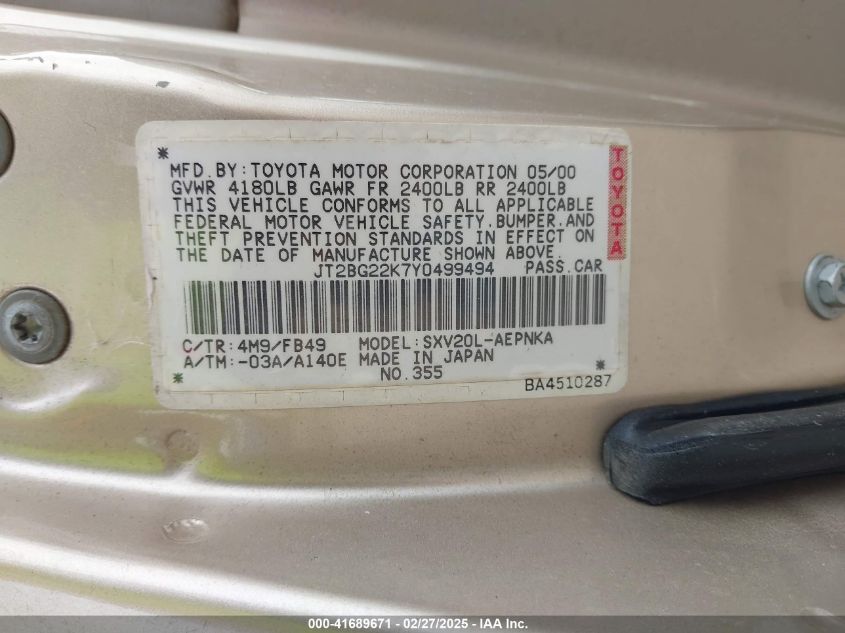 MFD.BY:TOYOTA MOTOR CORPORATION 05/00
GVWR 4180LB GAWR FR 2400LB RR 2400LB
THIS VEHICLE CONFORMS TO ALL APPLICABLE
FEDERAL MOTOR VEHICLE SAFETY,BUMPER,AND
THEFT PREVENTION STANDARDS IN EFFECT ON
THE DATE OF MANUFACTURE SHOWN ABOVE.
JT2BG22K7Y0499494 PASS.CAR
TOYOTA
C/TR:4M9/FB49 MODEL:SXV20L-AEPNKA
A/TM:-03A/A140E MADE IN JAPAN
NO.355
BA4510287
000-41689671 - 02/27/2025 - IAA Inc.